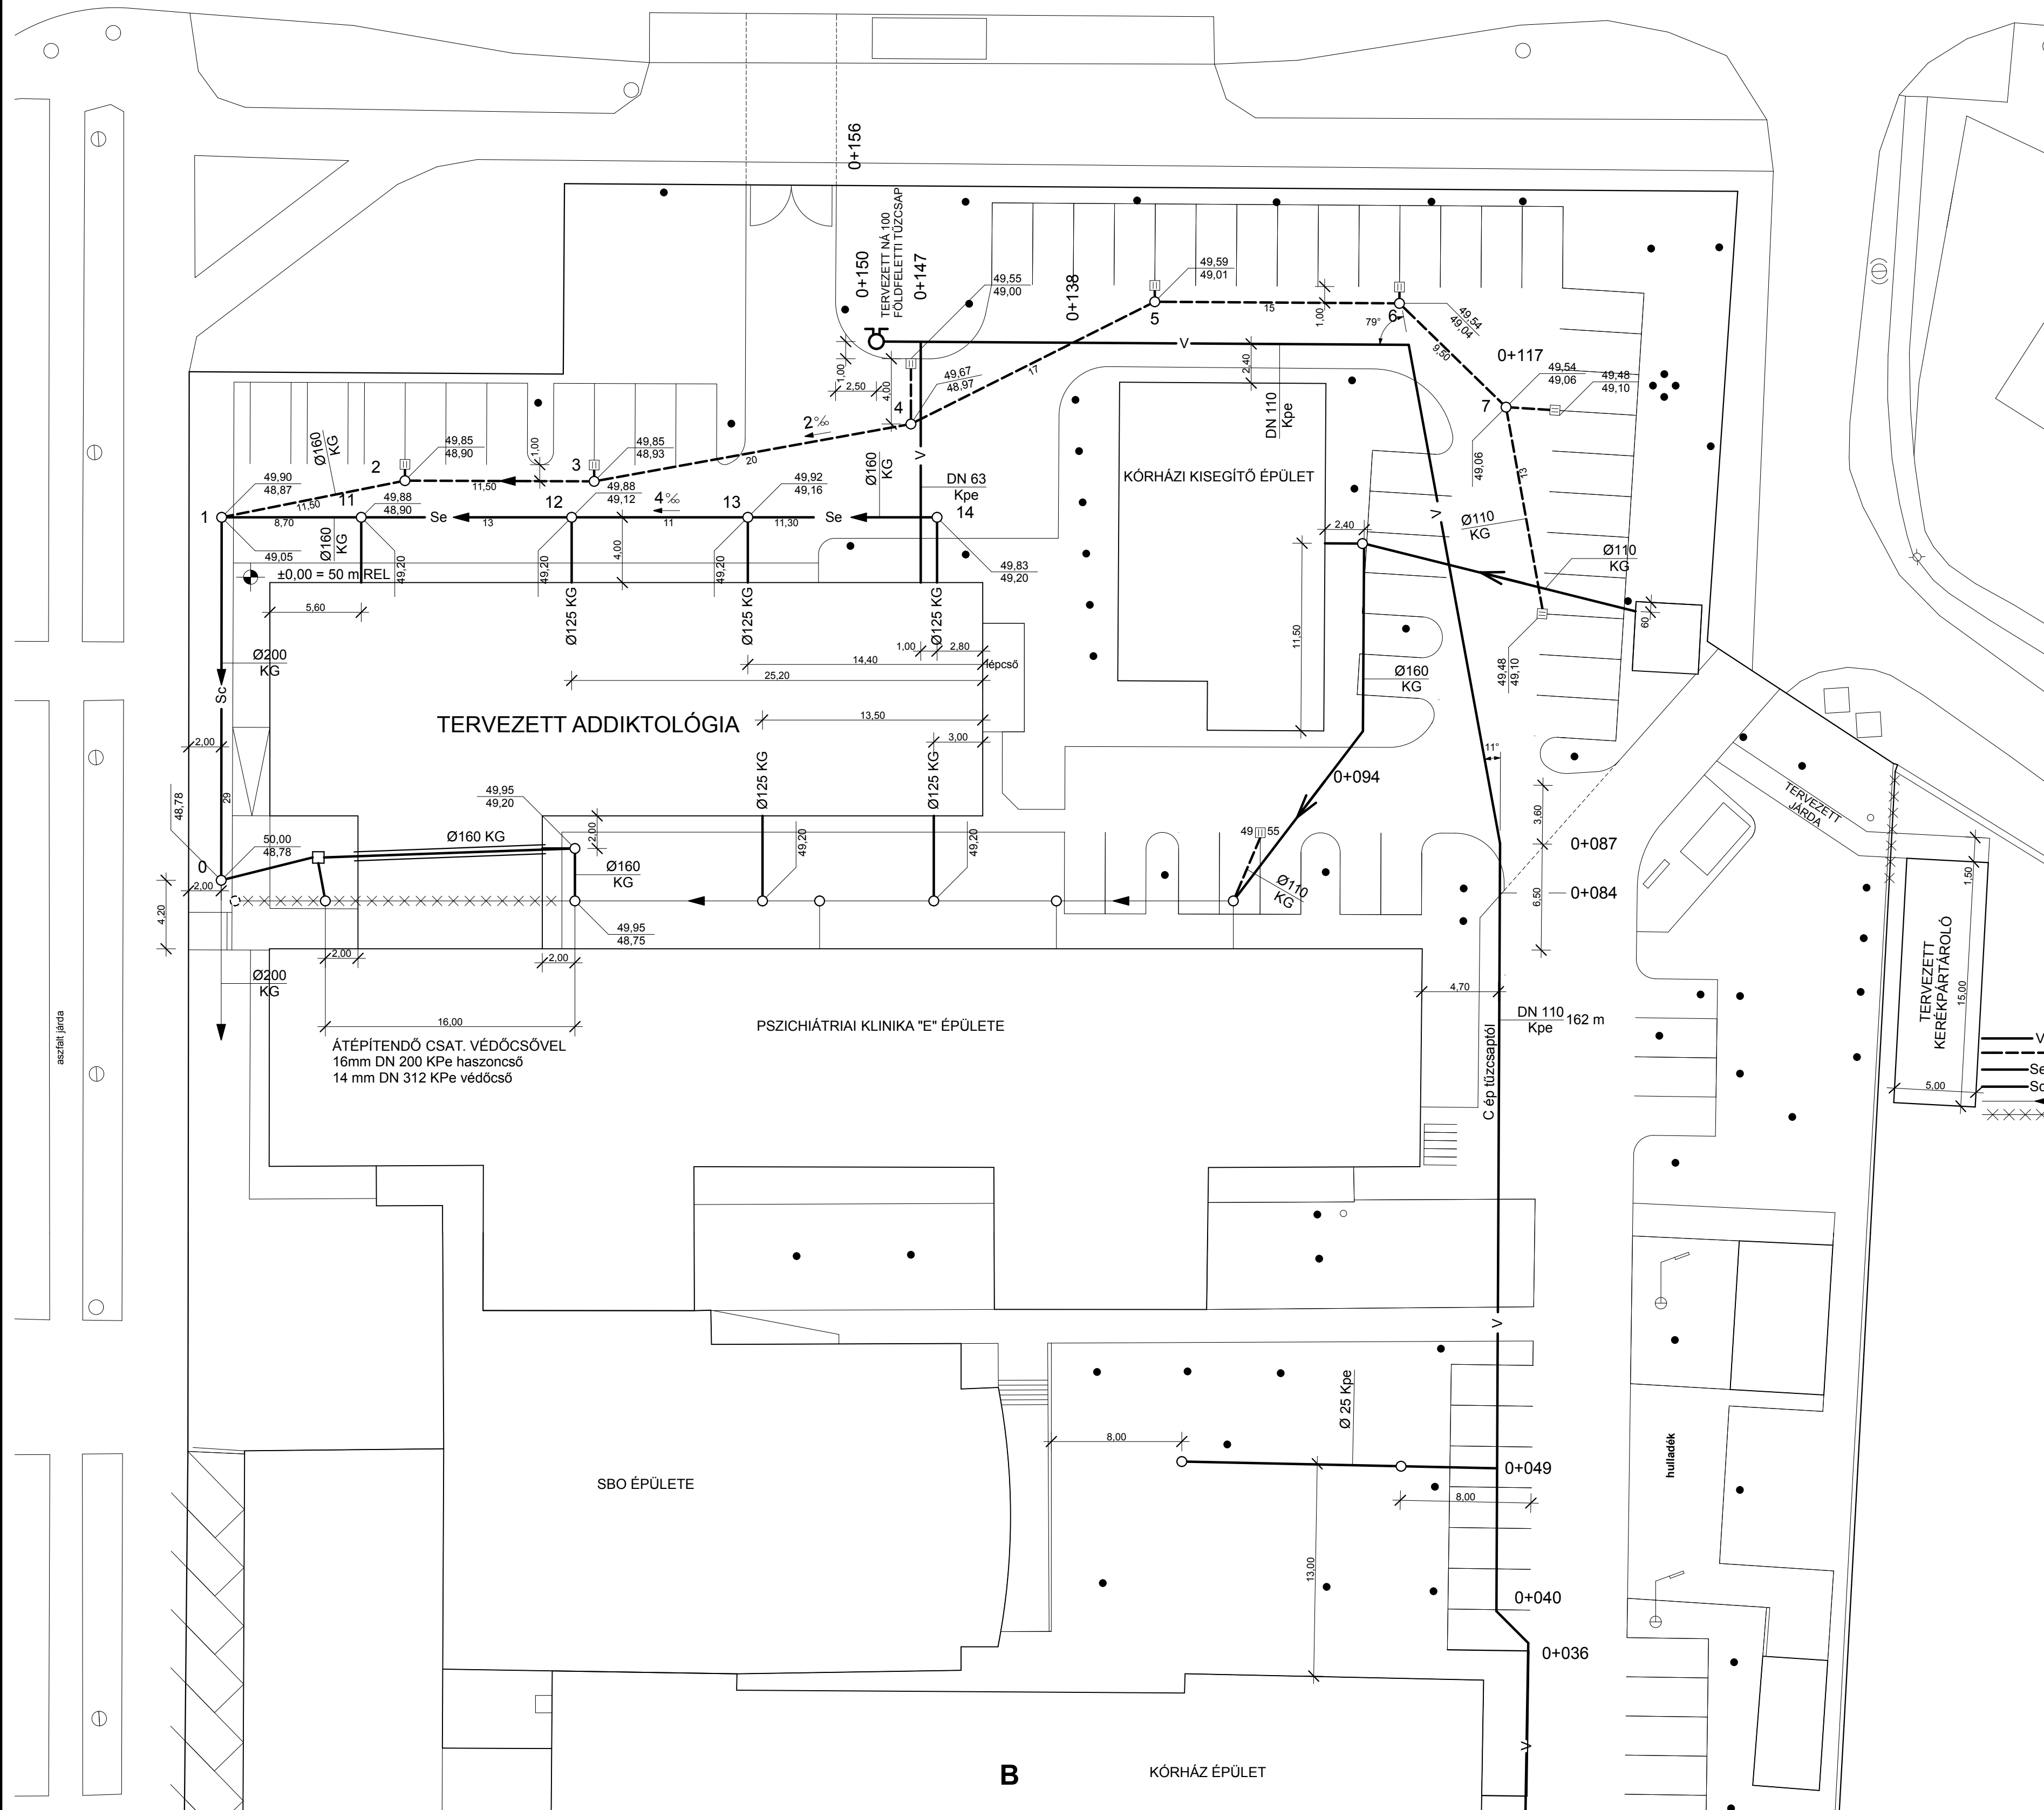 0+156
0+150
TERVEZETT NÁ 100
FÖLDFELETTI TŰZCSAP
0+147
49,55
49,00
0+138
49,59
49,01
5
15
1,00
6
79°
49,54
49,04
9,50
0+117
49,54
49,06
49,48
49,10
7
49,06
13
V
1,00
2,50
4,00
4
49,67
48,97
17
2,40
DN 110
Kpe
2‰
20
Ø160
KG
2
49,85
48,90
11,50
1,00
3
49,85
48,93
49,90
48,87
11,50
11
49,88
48,90
12
49,88
49,12
4‰
13
49,92
49,16
Ø160
KG
V
DN 63
Kpe
14
1
8,70
Se
13
11
11,30
Se
49,05
Ø160
KG
49,20
49,20
4,00
49,20
49,83
49,20
±0,00 = 50 m REL
5,60
Ø125 KG
Ø125 KG
Ø125 KG
1,00
2,80
14,40
lépcső
25,20
13,50
3,00
KÓRHÁZI KISEGÍTŐ ÉPÜLET
2,40
V
Ø110
KG
Ø110
KG
60
11,50
Ø160
KG
49,48
49,10
11°
0+094
Ø200
KG
Sc
TERVEZETT ADDIKTOLÓGIA
2,00
29
48,78
Ø125 KG
Ø125 KG
49,95
49,20
2,00
Ø160 KG
Ø160
KG
49,20
49,20
50,00
48,78
0
2,00
4,20
49,95
48,75
49 55
Ø110
KG
3,60
0+087
6,50
0+084
TERVEZETT
JÁRDA
1,50
TERVEZETT
KERÉKPÁRTÁROLÓ
15,00
5,00
V
Se
Sc
2,00
2,00
Ø200
KG
16,00
ÁTÉPÍTENDŐ CSAT. VÉDŐCSŐVEL
16mm DN 200 KPe haszoncső
14 mm DN 312 KPe védőcső
PSZICHIÁTRIAI KLINIKA "E" ÉPÜLETE
4,70
DN 110
Kpe
162 m
C ép tűzcsaptól
aszfalt járda
V
Ø 25 Kpe
8,00
0+049
8,00
SBO ÉPÜLETE
13,00
0+040
0+036
hulladék
V
B
KÓRHÁZ ÉPÜLET